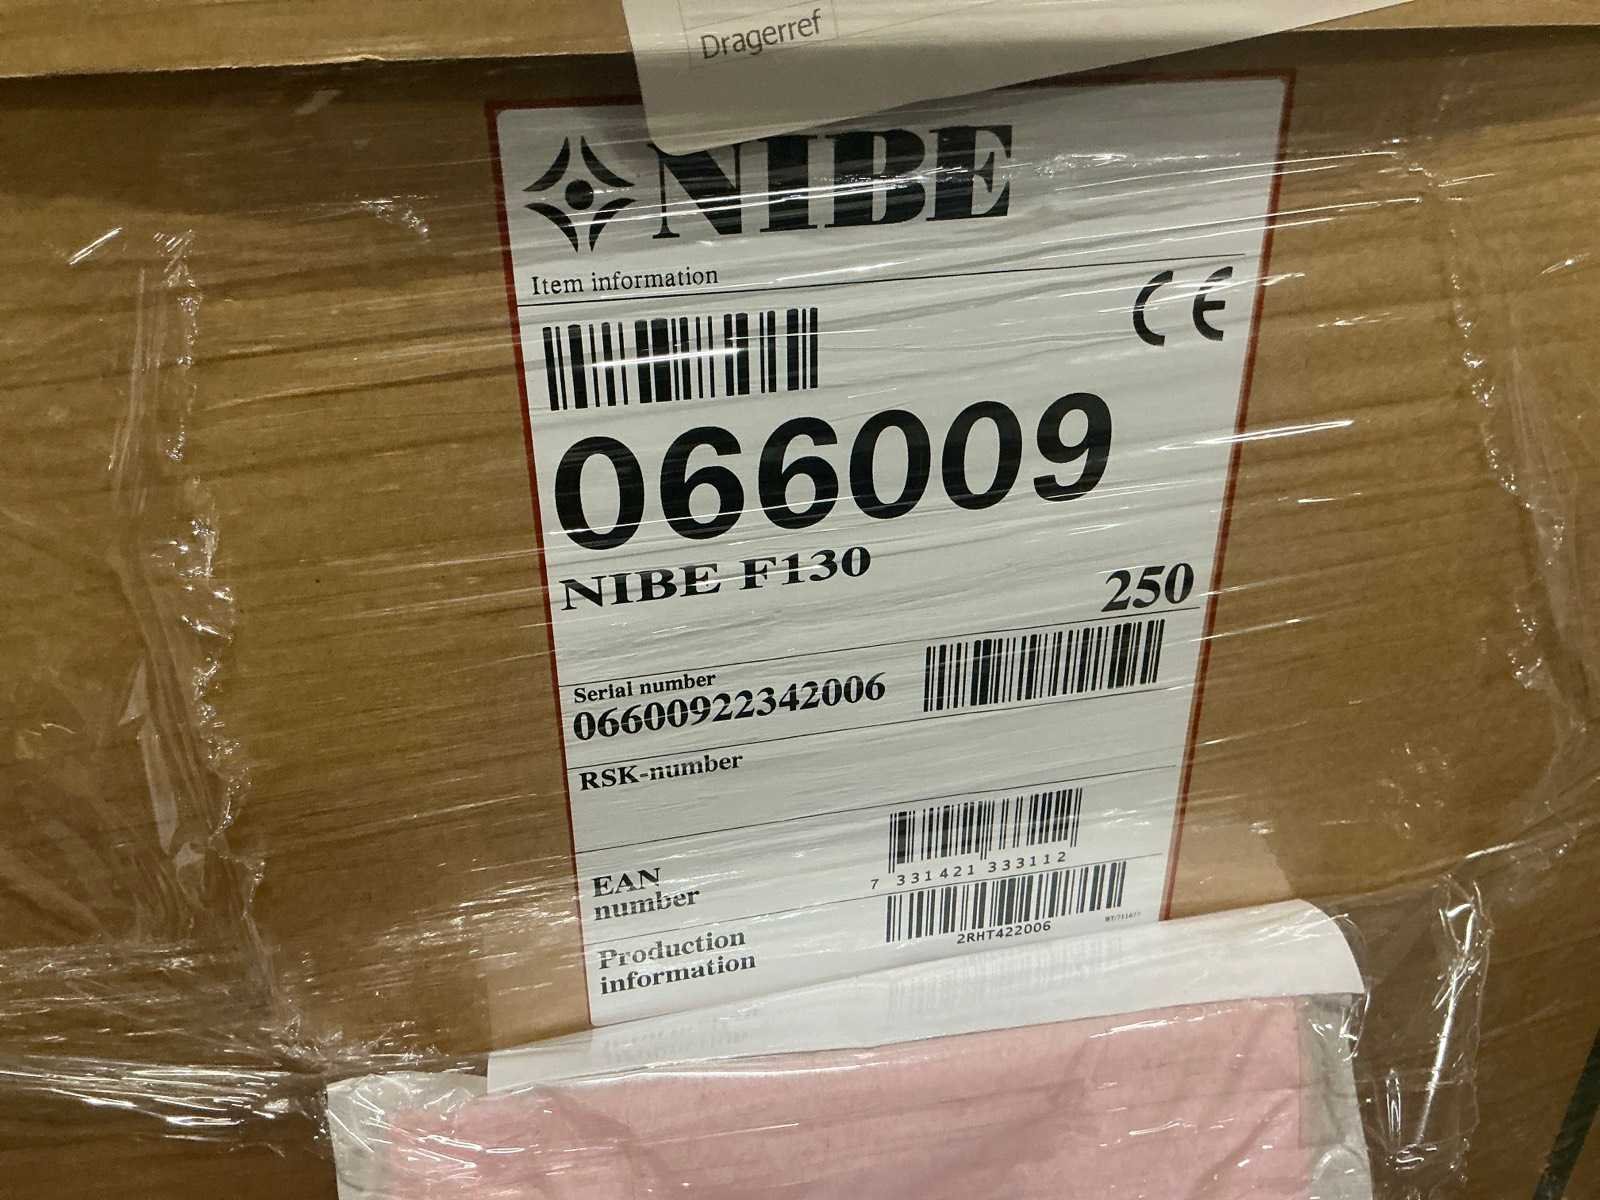 Dragerref
NIBE
Item information
CE
066009
NIBE F130
250
Serial number
06600922342006
RSK-number
EAN
number
7 331421 333112
Production
information
2RHT422006